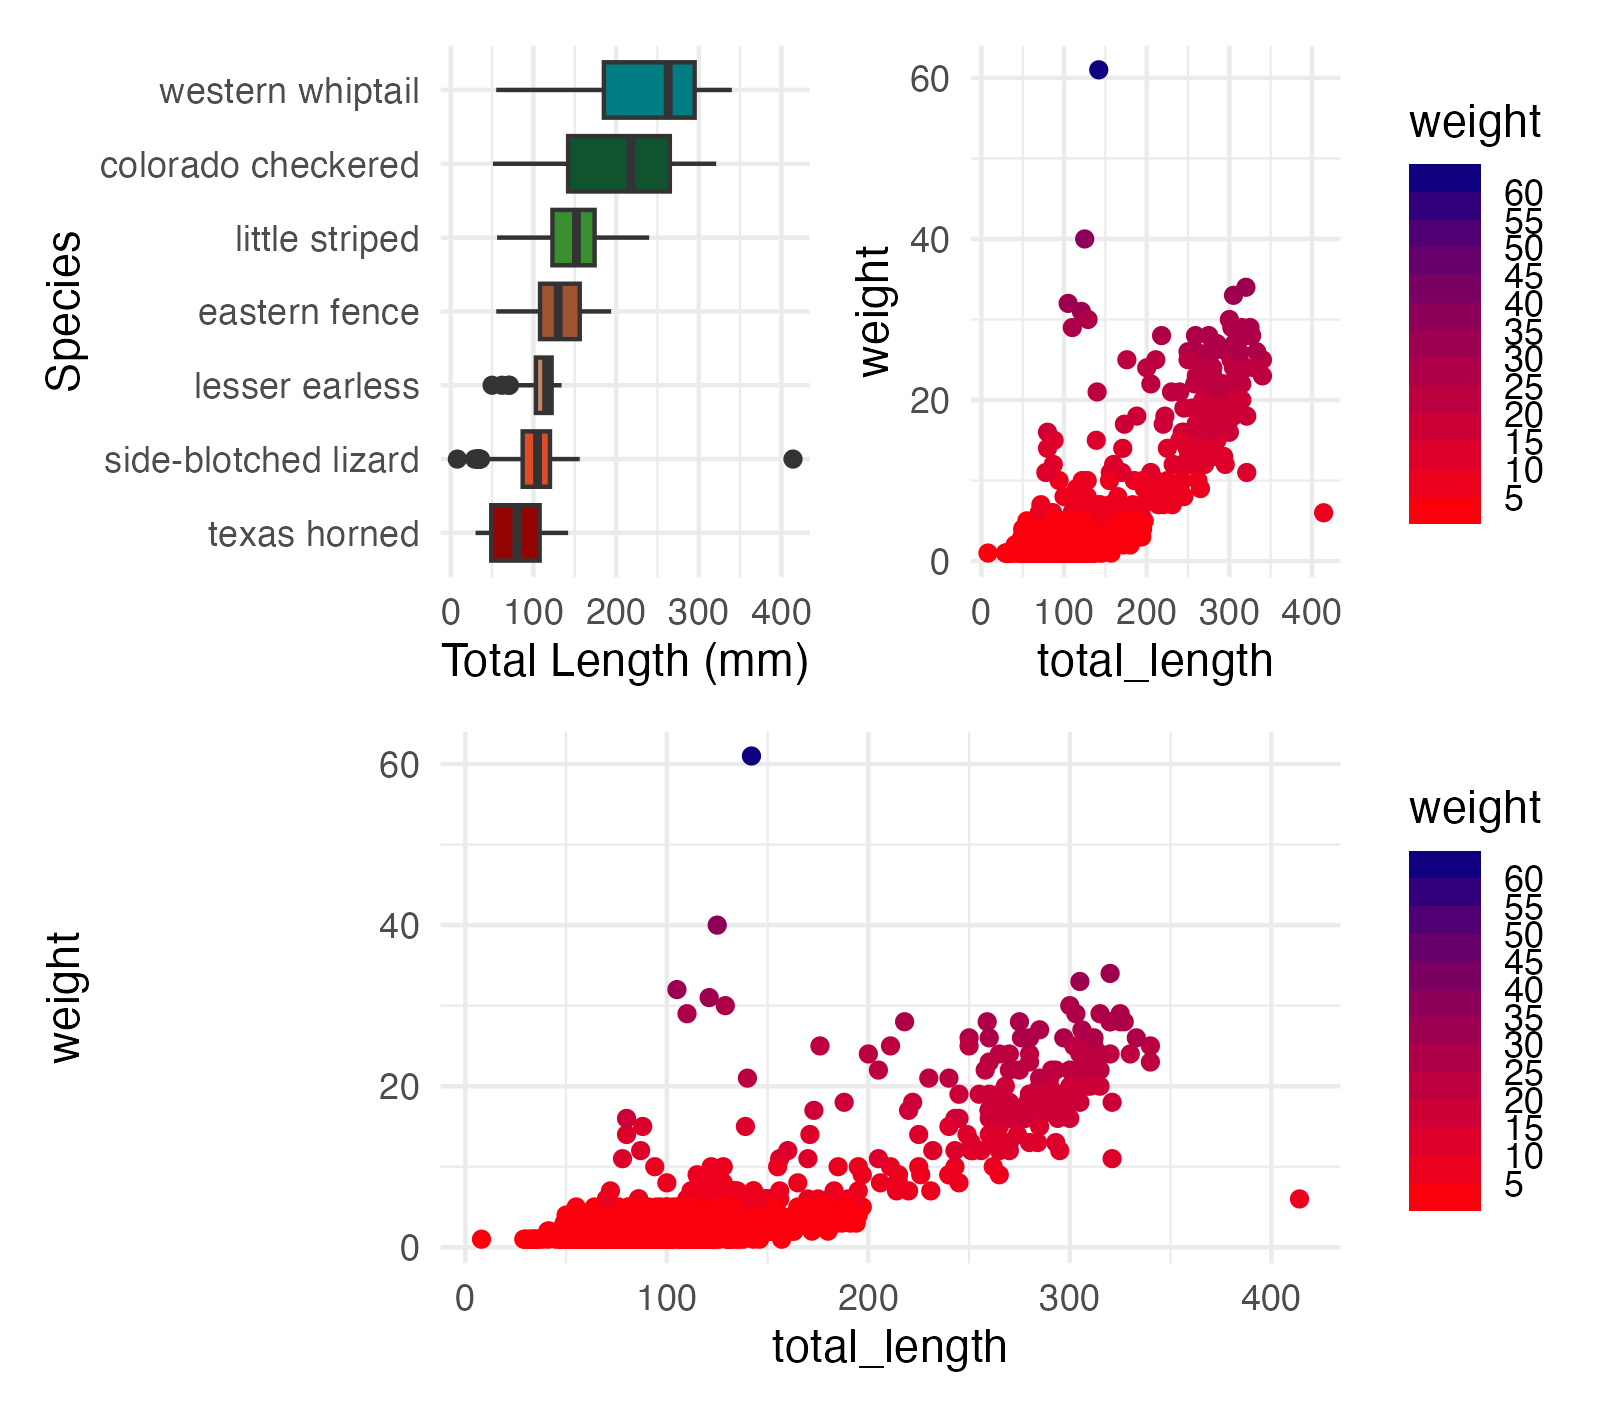 Species
western whiptail
colorado checkered
little striped
eastern fence
lesser earless
side-blotched lizard
texas horned
0 100 200 300 400
Total Length (mm)
weight
60
40
20
0
0 100 200 300 400
total_length
weight
60
55
50
45
40
35
30
25
20
15
10
5
weight
60
40
20
0
0 100 200 300 400
total_length
weight
60
55
50
45
40
35
30
25
20
15
10
5